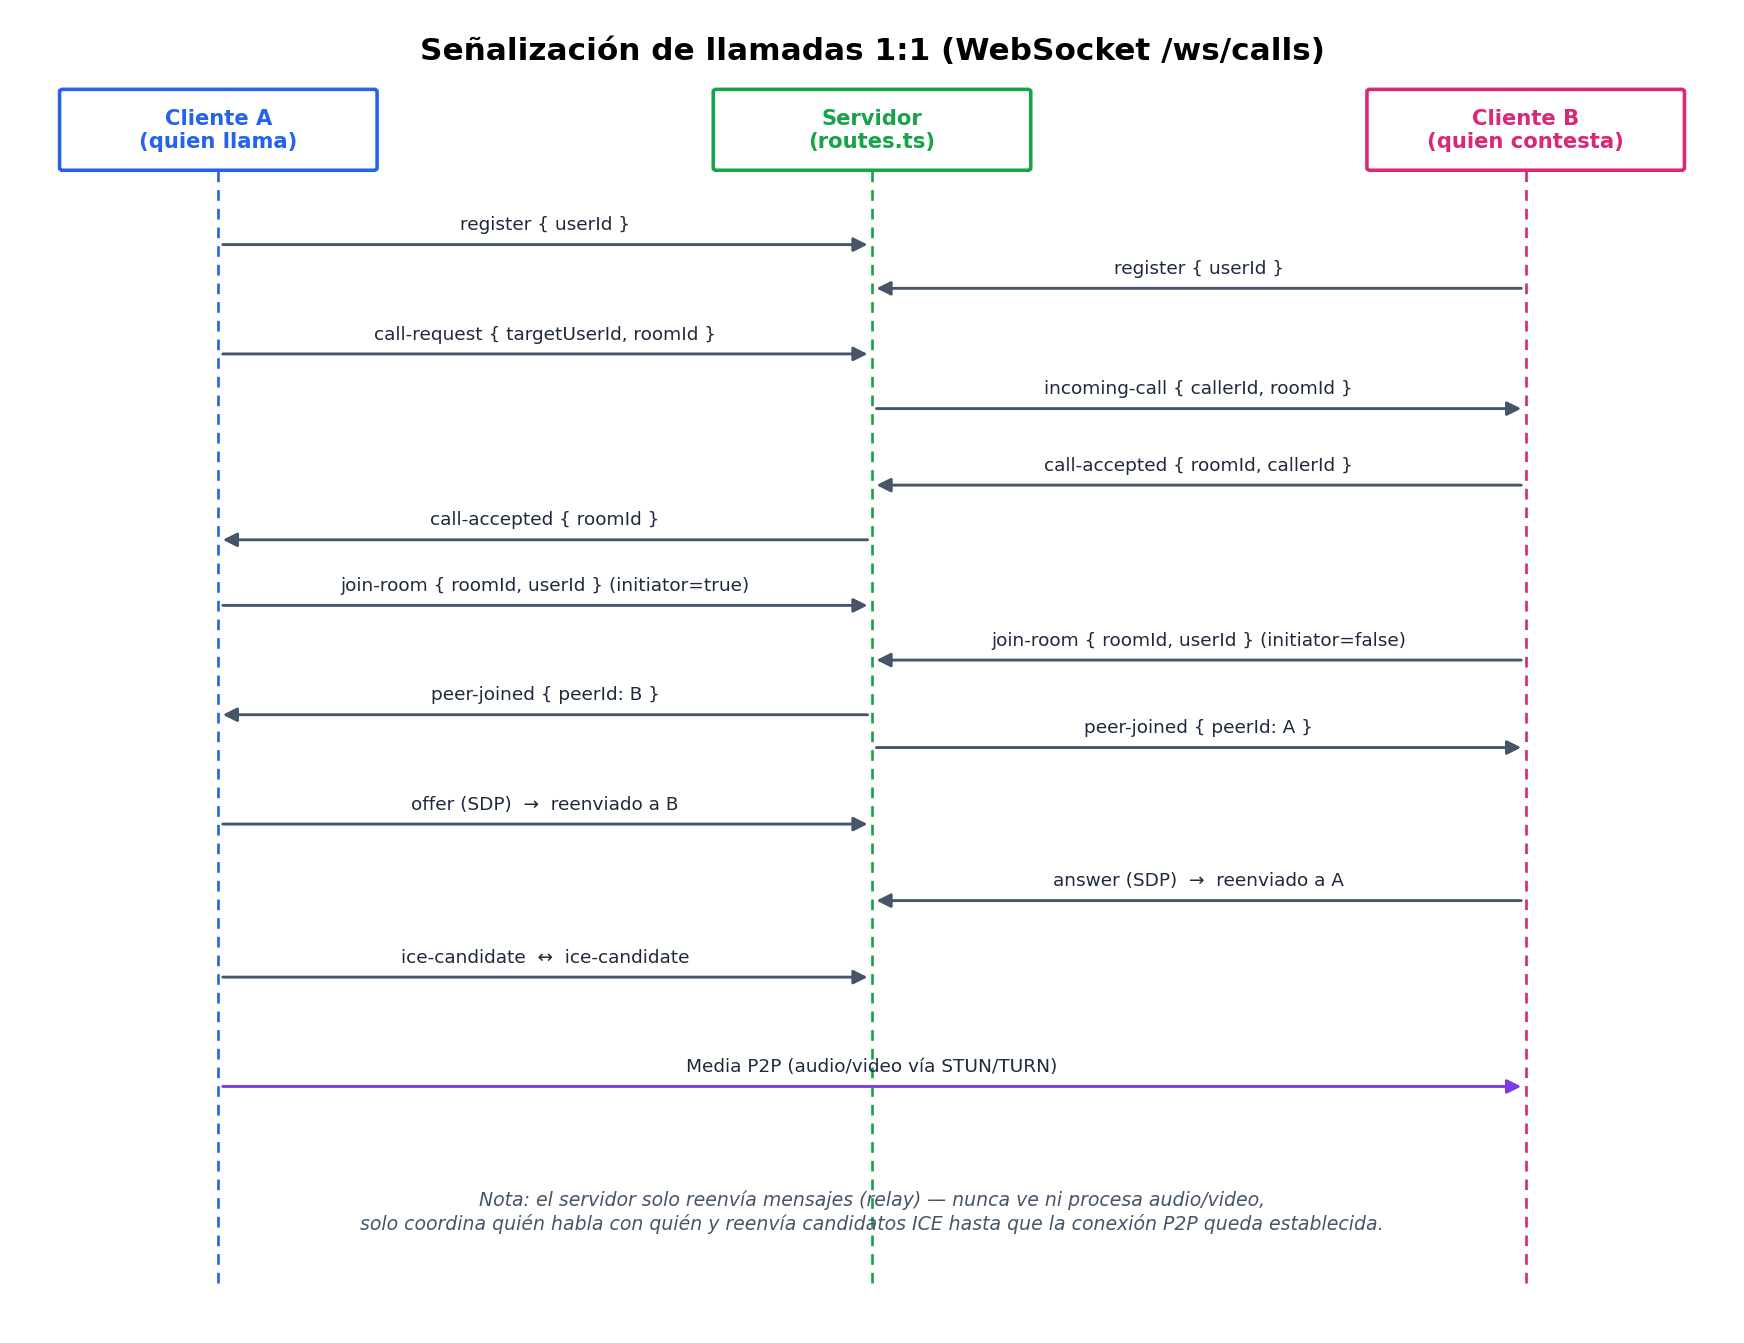 Señalización de llamadas 1:1 (WebSocket /ws/calls)
Cliente A
(quien llama)
Servidor
(routes.ts)
Cliente B
(quien contesta)
register { userId }
register { userId }
call-request { targetUserId, roomId }
incoming-call { callerId, roomId }
call-accepted { roomId, callerId }
call-accepted { roomId }
join-room { roomId, userId } (initiator=true)
join-room { roomId, userId } (initiator=false)
peer-joined { peerId: B }
peer-joined { peerId: A }
offer (SDP) → reenviado a B
answer (SDP) → reenviado a A
ice-candidate ↔ ice-candidate
Media P2P (audio/video vía STUN/TURN)
Nota: el servidor solo reenvía mensajes (relay) — nunca ve ni procesa audio/video,
solo coordina quién habla con quién y reenvía candidatos ICE hasta que la conexión P2P queda establecida.